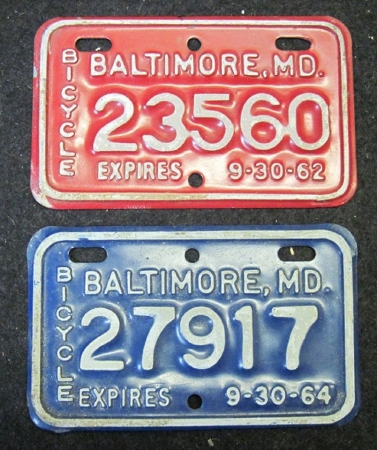 BICYCLE
BALTIMORE, MD.
23560
EXPIRES 9-30-62
BICYCLE
BALTIMORE, MD.
27917
EXPIRES 9-30-64